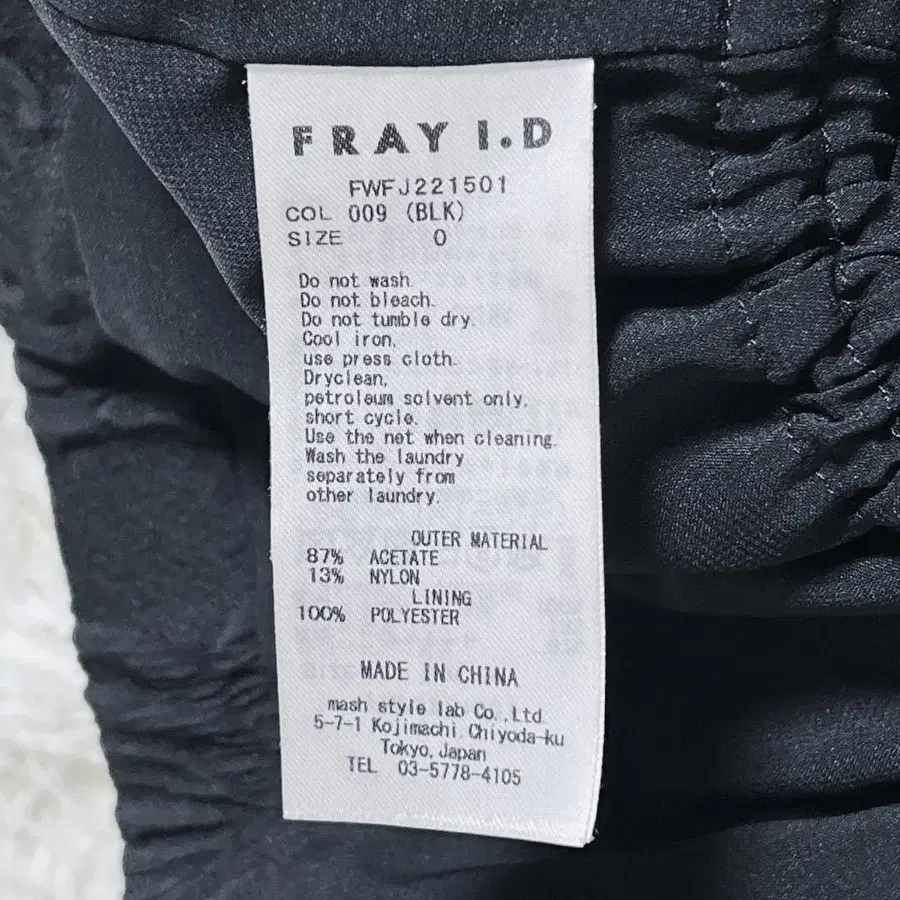 FRAY I.D
FWFJ221501
COL 009 (BLK)
SIZE 0
Do not wash.
Do not bleach.
Do not tumble dry.
Cool iron,
use press cloth.
Dryclean,
petroleum solvent only.
short cycle.
Use the net when cleaning.
Wash the laundry
separately from
other laundry.
OUTER MATERIAL
87% ACETATE
13% NYLON
LINING
100% POLYESTER
MADE IN CHINA
mash style lab Co.,Ltd.
5-7-1 Kojimachi Chiyoda-ku
Tokyo, Japan
TEL 03-5778-4105